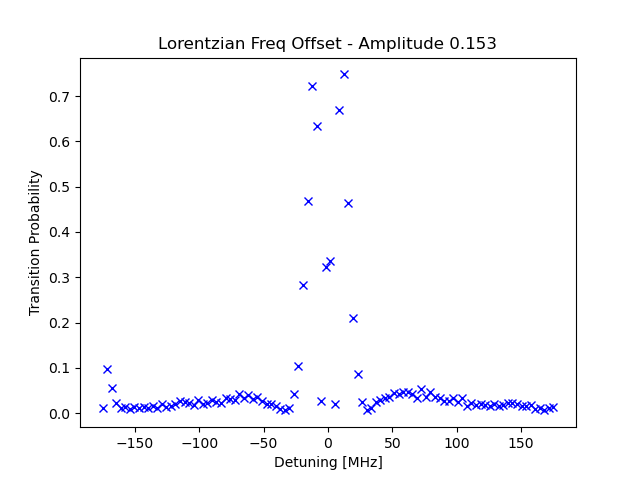 Lorentzian Freq Offset - Amplitude 0.153
Transition Probability
0.7
0.6
0.5
0.4
0.3
0.2
0.1
0.0
−150 −100 −50 0 50 100 150
Detuning [MHz]